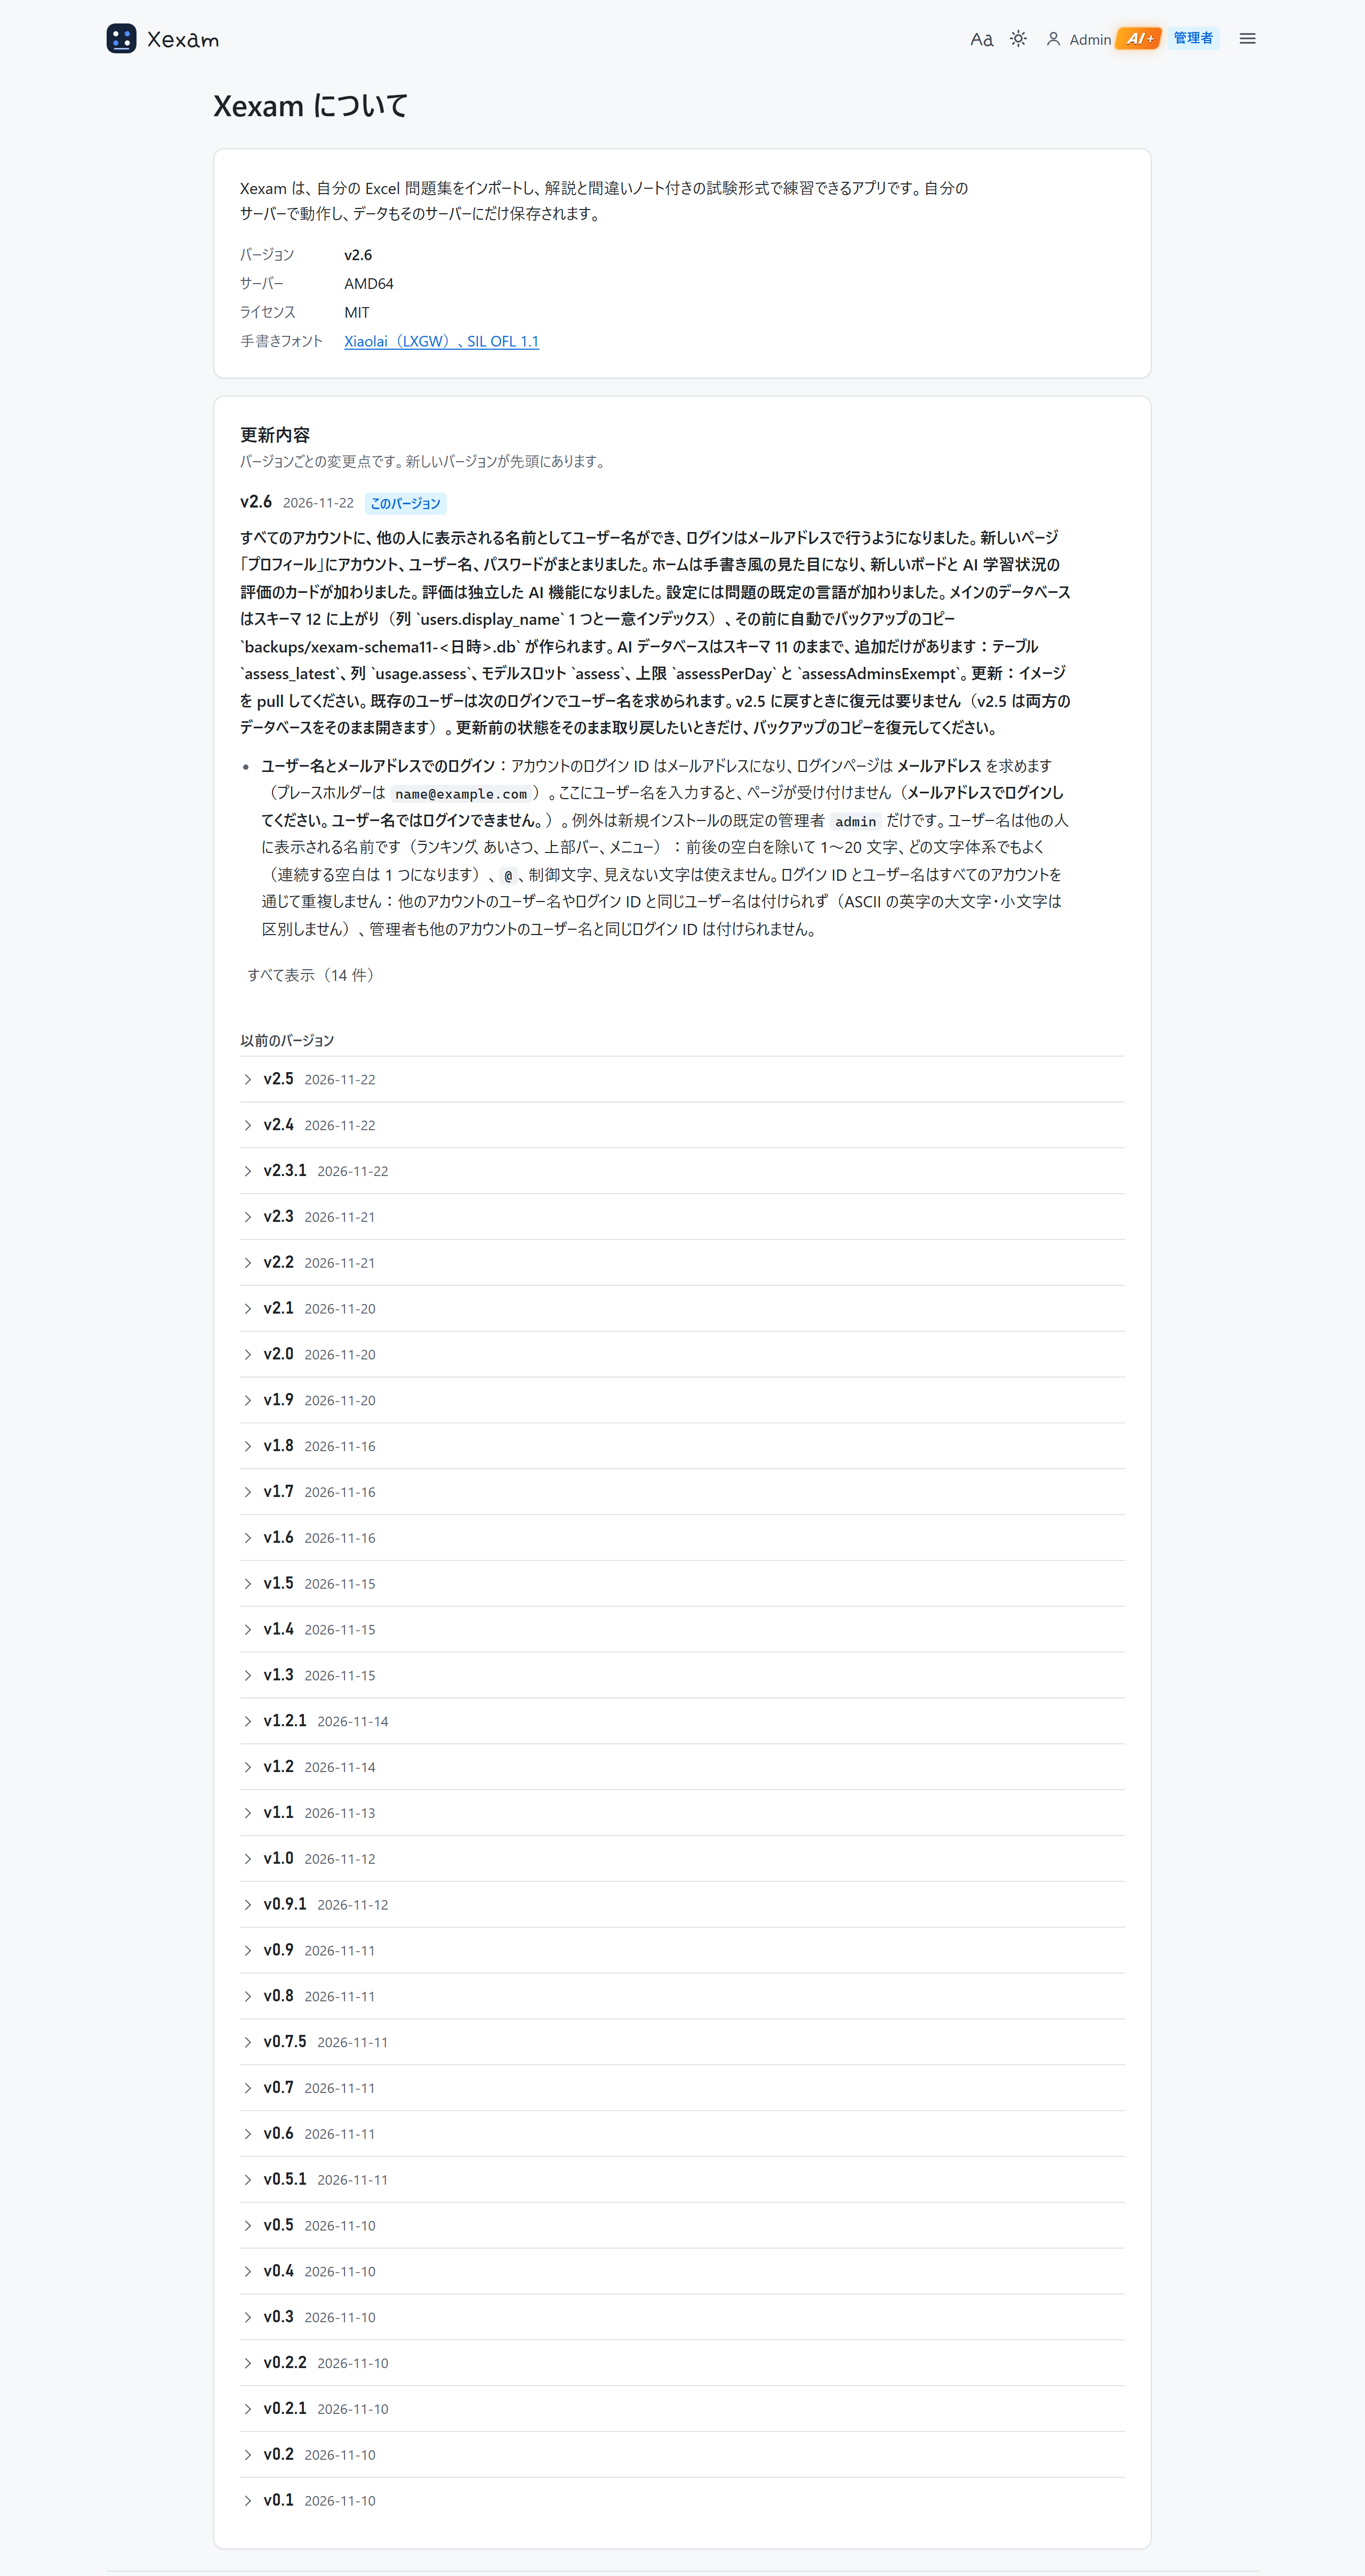 Xexam
Aa Admin AI+ 管理者
Xexam について
Xexam は、自分の Excel 問題集をインポートし、解説と間違いノート付きの試験形式で練習できるアプリです。自分の
サーバーで動作し、データもそのサーバーにだけ保存されます。
バージョン v2.6
サーバー AMD64
ライセンス MIT
手書きフォント Xiaolai（LXGW）、SIL OFL 1.1
更新内容
バージョンごとの変更点です。新しいバージョンが先頭にあります。
v2.6 2026-11-22 このバージョン
すべてのアカウントに、他の人に表示される名前としてユーザー名ができ、ログインはメールアドレスで行うようになりました。新しいページ
「プロフィール」にアカウント、ユーザー名、パスワードがまとまりました。ホームは手書き風の見た目になり、新しいボードと AI 学習状況の
評価のカードが加わりました。評価は独立した AI 機能になりました。設定には問題の既定の言語が加わりました。メインのデータベース
はスキーマ 12 に上がり（列 `users.display_name` 1 つと一意インデックス）、その前に自動でバックアップのコピー
`backups/xexam-schema11-<日時>.db` が作られます。AI データベースはスキーマ 11 のままで、追加だけがあります：テーブル
`assess_latest`、列 `usage.assess`、モデルスロット `assess`、上限 `assessPerDay` と `assessAdminsExempt`。更新：イメージ
を pull してください。既存のユーザーは次のログインでユーザー名を求められます。v2.5 に戻すときに復元は要りません（v2.5 は両方の
データベースをそのまま開きます）。更新前の状態をそのまま取り戻したいときだけ、バックアップのコピーを復元してください。
• ユーザー名とメールアドレスでのログイン：アカウントのログイン ID はメールアドレスになり、ログインページは メールアドレス を求めます
（プレースホルダーは name@example.com）。ここにユーザー名を入力すると、ページが受け付けません（メールアドレスでログインし
てください。ユーザー名ではログインできません。）。例外は新規インストールの既定の管理者 admin だけです。ユーザー名は他の人
に表示される名前です（ランキング、あいさつ、上部バー、メニュー）：前後の空白を除いて 1～20 文字、どの文字体系でもよく
（連続する空白は 1 つになります）、@、制御文字、見えない文字は使えません。ログイン ID とユーザー名はすべてのアカウントを
通じて重複しません：他のアカウントのユーザー名やログイン ID と同じユーザー名は付けられず（ASCII の英字の大文字・小文字は
区別しません）、管理者も他のアカウントのユーザー名と同じログイン ID は付けられません。
すべて表示（14 件）
以前のバージョン
v2.5 2026-11-22
v2.4 2026-11-22
v2.3.1 2026-11-22
v2.3 2026-11-21
v2.2 2026-11-21
v2.1 2026-11-20
v2.0 2026-11-20
v1.9 2026-11-20
v1.8 2026-11-16
v1.7 2026-11-16
v1.6 2026-11-16
v1.5 2026-11-15
v1.4 2026-11-15
v1.3 2026-11-15
v1.2.1 2026-11-14
v1.2 2026-11-14
v1.1 2026-11-13
v1.0 2026-11-12
v0.9.1 2026-11-12
v0.9 2026-11-11
v0.8 2026-11-11
v0.7.5 2026-11-11
v0.7 2026-11-11
v0.6 2026-11-11
v0.5.1 2026-11-11
v0.5 2026-11-10
v0.4 2026-11-10
v0.3 2026-11-10
v0.2.2 2026-11-10
v0.2.1 2026-11-10
v0.2 2026-11-10
v0.1 2026-11-10